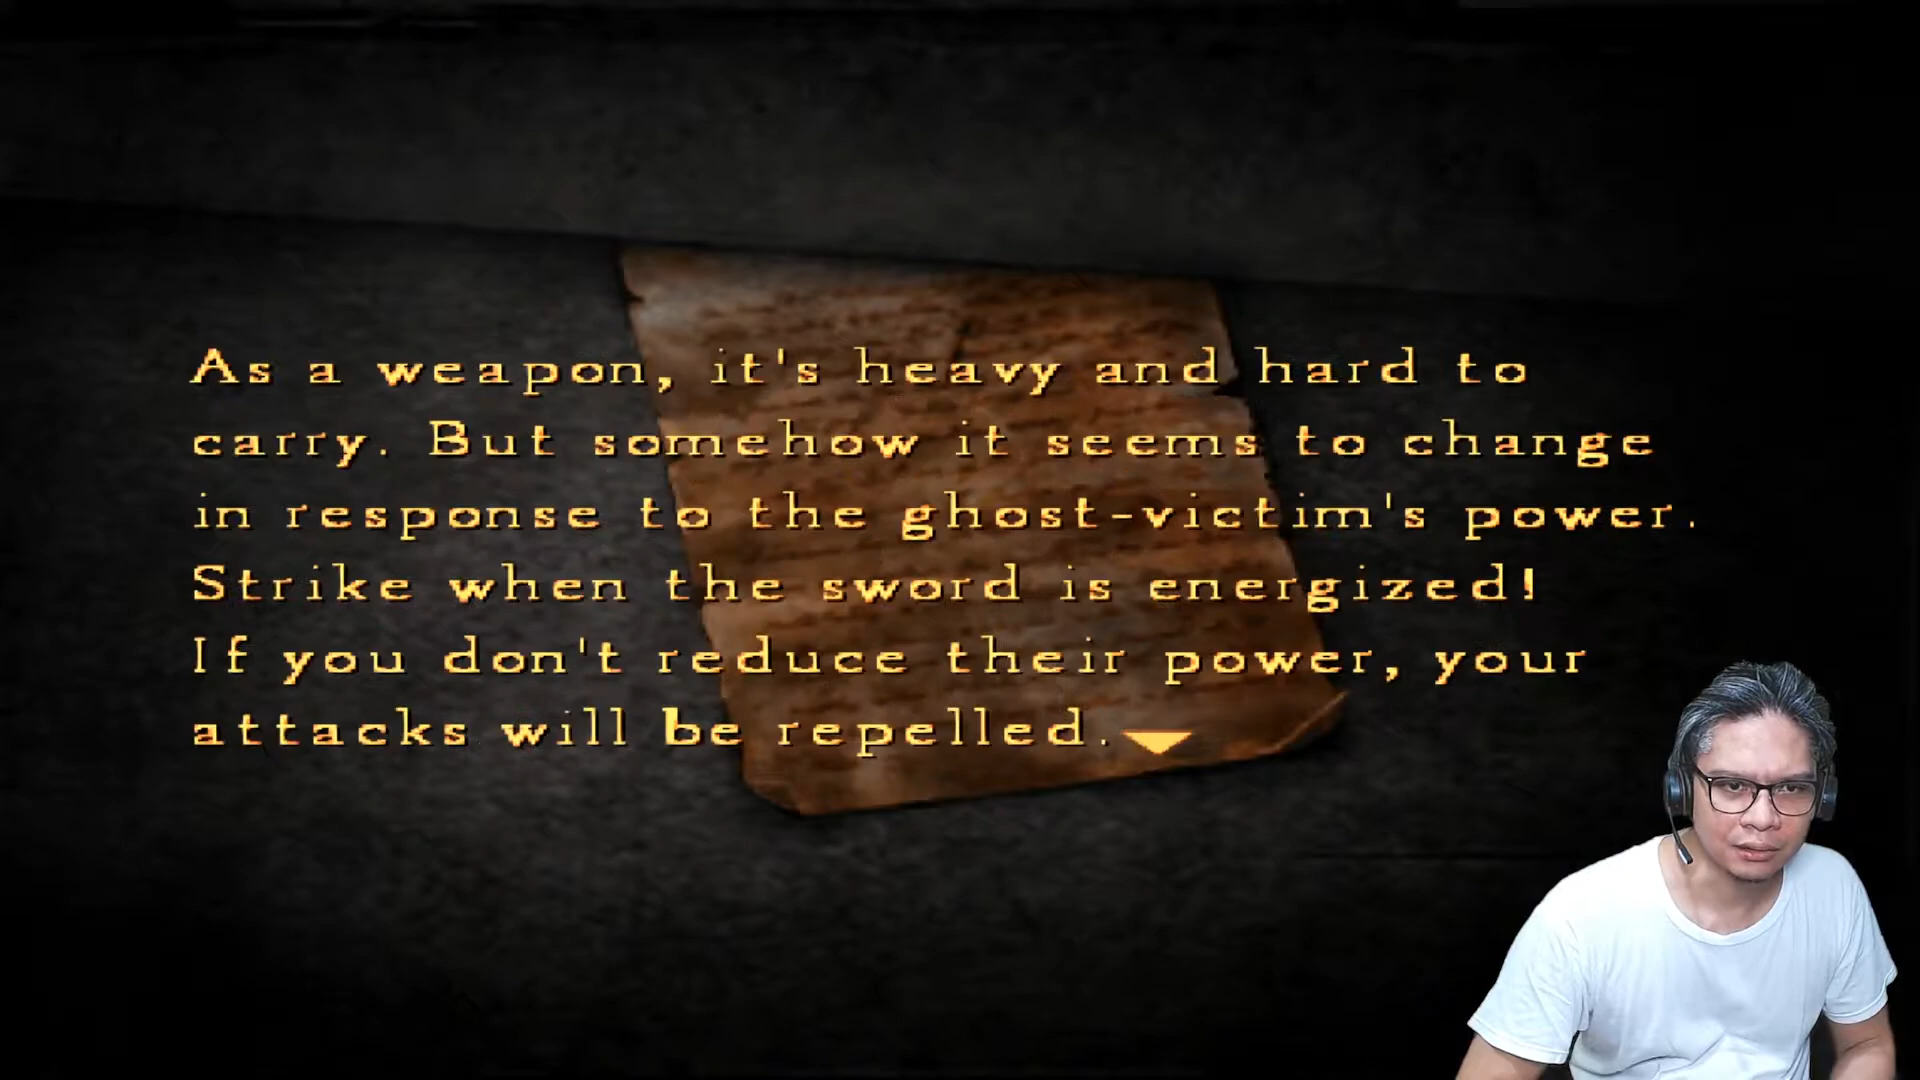 As a weapon, it's heavy and hard to
carry. But somehow it seems to change
in response to the ghost-victim's power.
Strike when the sword is energized!
If you don't reduce their power, your
attacks will be repelled.